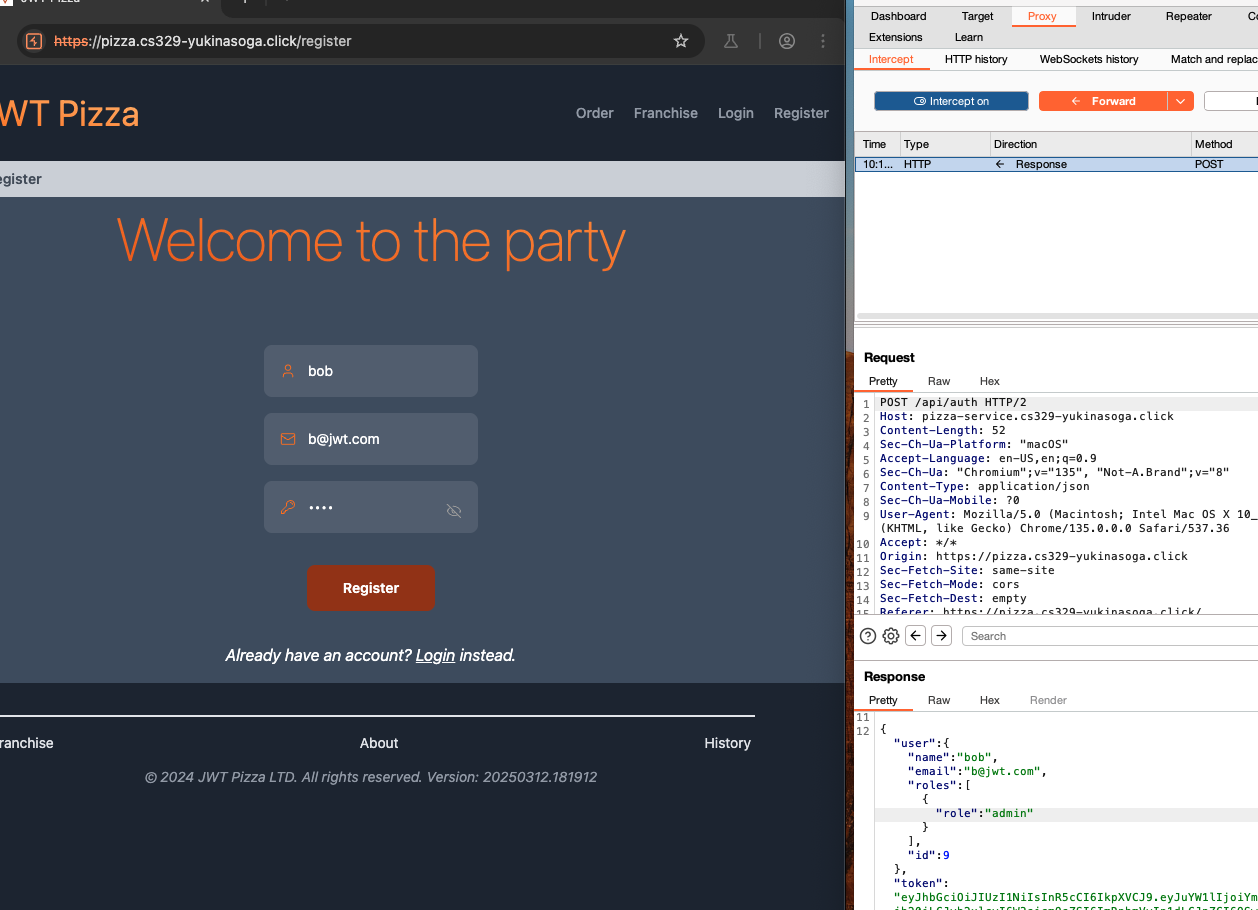 JWT Pizza
https://pizza.cs329-yukinasoga.click/register
WT Pizza
Order Franchise Login Register
egister
Welcome to the party
bob
b@jwt.com
••••
Register
Already have an account? Login instead.
ranchise About History
© 2024 JWT Pizza LTD. All rights reserved. Version: 20250312.181912
Dashboard Target Proxy Intruder Repeater
Extensions Learn
Intercept HTTP history WebSockets history Match and replac
Intercept on Forward
Time Type Direction Method
10:1... HTTP Response POST
Request
Pretty Raw Hex
1 POST /api/auth HTTP/2
2 Host: pizza-service.cs329-yukinasoga.click
3 Content-Length: 52
4 Sec-Ch-Ua-Platform: "macOS"
5 Accept-Language: en-US,en;q=0.9
6 Sec-Ch-Ua: "Chromium";v="135", "Not-A.Brand";v="8"
7 Content-Type: application/json
8 Sec-Ch-Ua-Mobile: ?0
9 User-Agent: Mozilla/5.0 (Macintosh; Intel Mac OS X 10_
(KHTML, like Gecko) Chrome/135.0.0.0 Safari/537.36
10 Accept: */*
11 Origin: https://pizza.cs329-yukinasoga.click
12 Sec-Fetch-Site: same-site
13 Sec-Fetch-Mode: cors
14 Sec-Fetch-Dest: empty
15 Referer: https://pizza.cs329-yukinasoga.click/
Search
Response
Pretty Raw Hex Render
11
12 {
"user":{
"name":"bob",
"email":"b@jwt.com",
"roles":[
{
"role":"admin"
}
],
"id":9
},
"token":
"eyJhbGciOiJIUzI1NiIsInR5cCI6IkpXVCJ9.eyJuYW1lIjoiYm